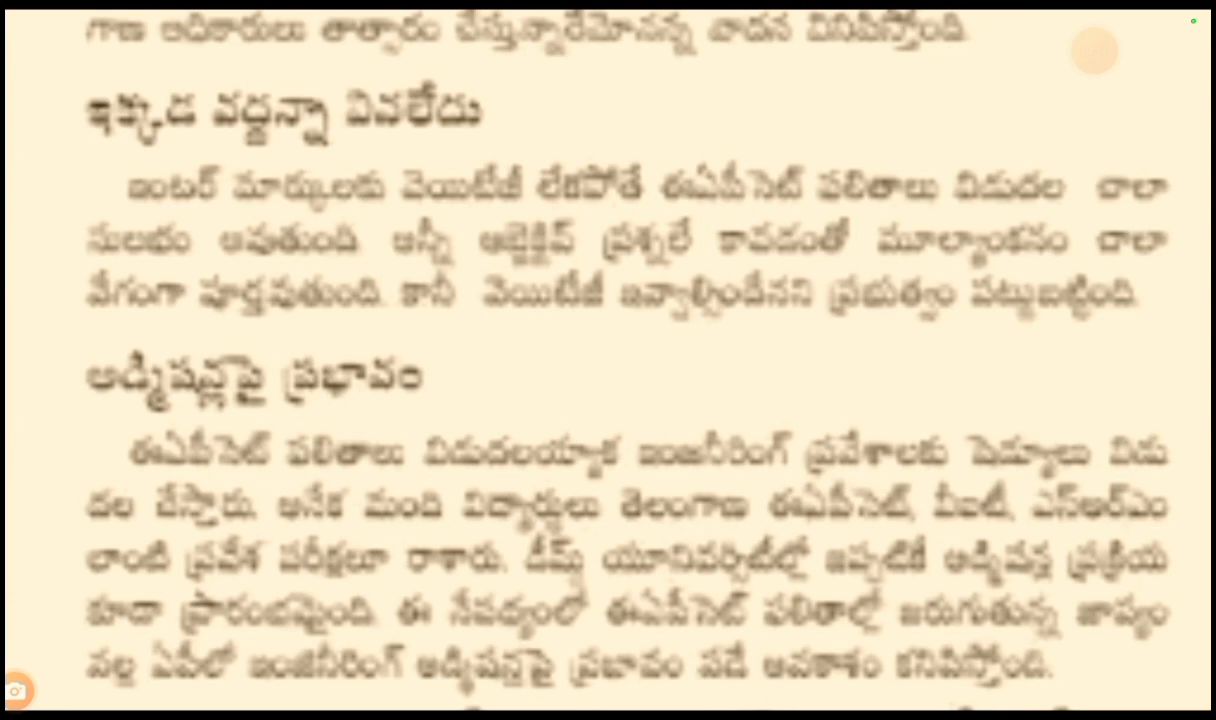 గాణ అధికారులు తాత్సారం చేస్తున్నారేమోనన్న వాదన వినిపిస్తోంది.
ఇక్కడ వద్దన్నా వినలేదు
ఇంటర్ మార్కులకు వెయిటేజీ లేకపోతే ఈఏపీసెట్ ఫలితాలు విడుదల చాలా
సులభం అవుతుంది. అన్నీ ఆబ్జెక్టివ్ ప్రశ్నలే కావడంతో మూల్యాంకనం చాలా
వేగంగా పూర్తవుతుంది. కానీ వెయిటేజీ ఇవ్వాల్సిందేనని ప్రభుత్వం పట్టుబట్టింది.
అడ్మిషన్లపై ప్రభావం
ఈఏపీసెట్ ఫలితాలు విడుదలయ్యాక ఇంజనీరింగ్ ప్రవేశాలకు షెడ్యూలు విడు
దల చేస్తారు. అనేక మంది విద్యార్థులు తెలంగాణ ఈఏపీసెట్, వీఐటీ, ఎస్ఆర్ఎం
లాంటి ప్రవేశ పరీక్షలూ రాశారు. డీమ్డ్ యూనివర్సిటీల్లో ఇప్పటికే అడ్మిషన్ల ప్రక్రియ
కూడా ప్రారంభమైంది. ఈ నేపథ్యంలో ఈఏపీసెట్ ఫలితాల్లో జరుగుతున్న జాప్యం
వల్ల ఏపీలో ఇంజినీరింగ్ అడ్మిషన్లపై ప్రభావం పడే అవకాశం కనిపిస్తోంది.